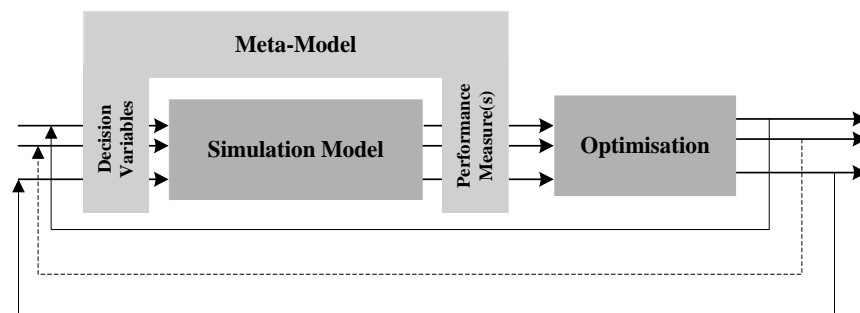 Meta-Model
Decision
Variables
Simulation Model
Performance
Measure(s)
Optimisation